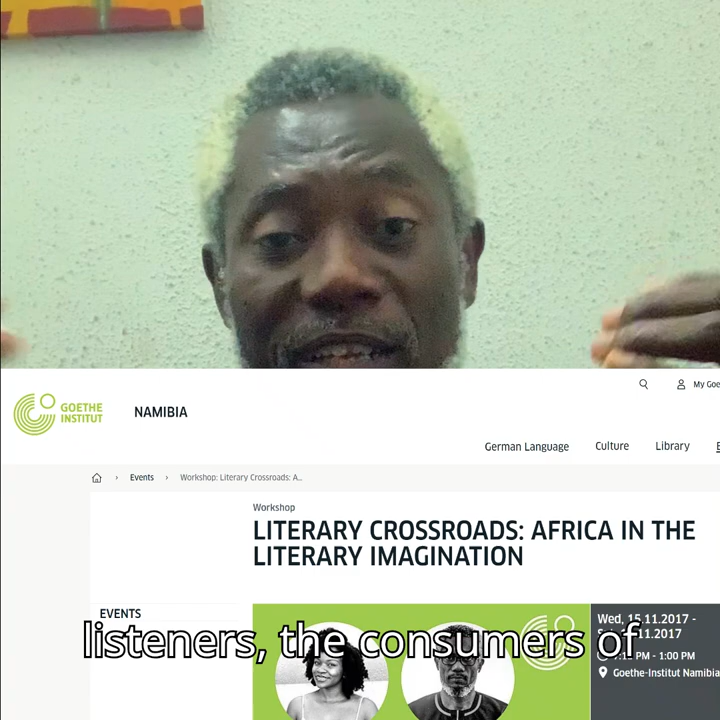 GOETHE
INSTITUT
NAMIBIA
My Goe
German Language
Culture
Library
E
Events
Workshop: Literary Crossroads: A...
Workshop
LITERARY CROSSROADS: AFRICA IN THE
LITERARY IMAGINATION
EVENTS
Wed, 15.11.2017 -
11.2017
PM - 1:00 PM
Goethe-Institut Namibia
listeners, the consumers of